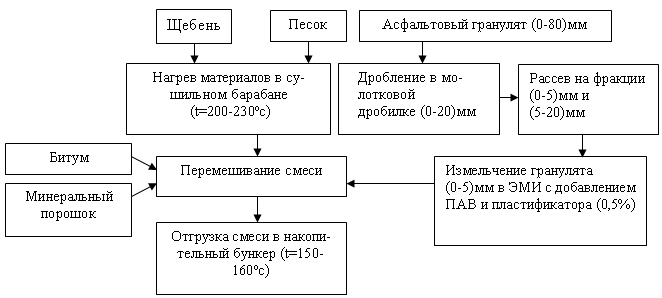 Щебень
Песок
Асфальтовый гранулят (0-80)мм
Нагрев материалов в су-
шильном барабане
(t=200-230ºс)
Дробление в мо-
лотковой
дробилке (0-20)мм
Рассев на фракции
(0-5)мм и
(5-20)мм
Битум
Минеральный
порошок
Перемешивание смеси
Измельчение гранулята
(0-5)мм в ЭМИ с добавлением
ПАВ и пластификатора (0,5%)
Отгрузка смеси в накопи-
тельный бункер (t=150-
160ºс)